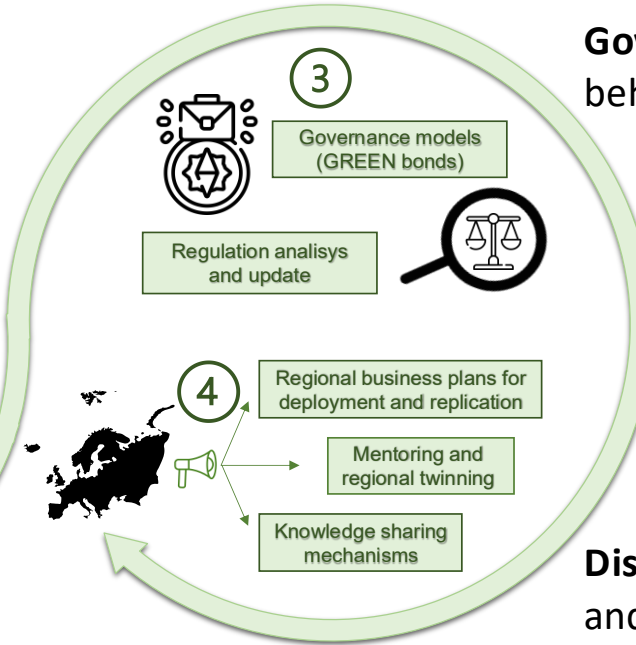 Gov
beh
3
Governance models
(GREEN bonds)
Regulation analisys
and update
4
Regional business plans for
deployment and replication
Mentoring and
regional twinning
Knowledge sharing
mechanisms
Dis
and